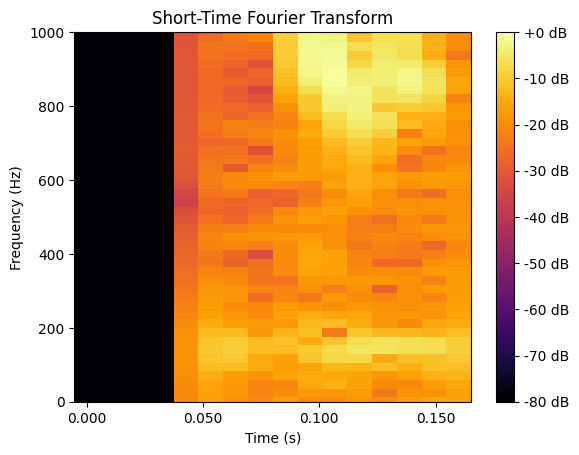 Short-Time Fourier Transform
1000
800
600
400
200
0
Frequency (Hz)
0.000
0.050
0.100
0.150
Time (s)
+0 dB
-10 dB
-20 dB
-30 dB
-40 dB
-50 dB
-60 dB
-70 dB
-80 dB